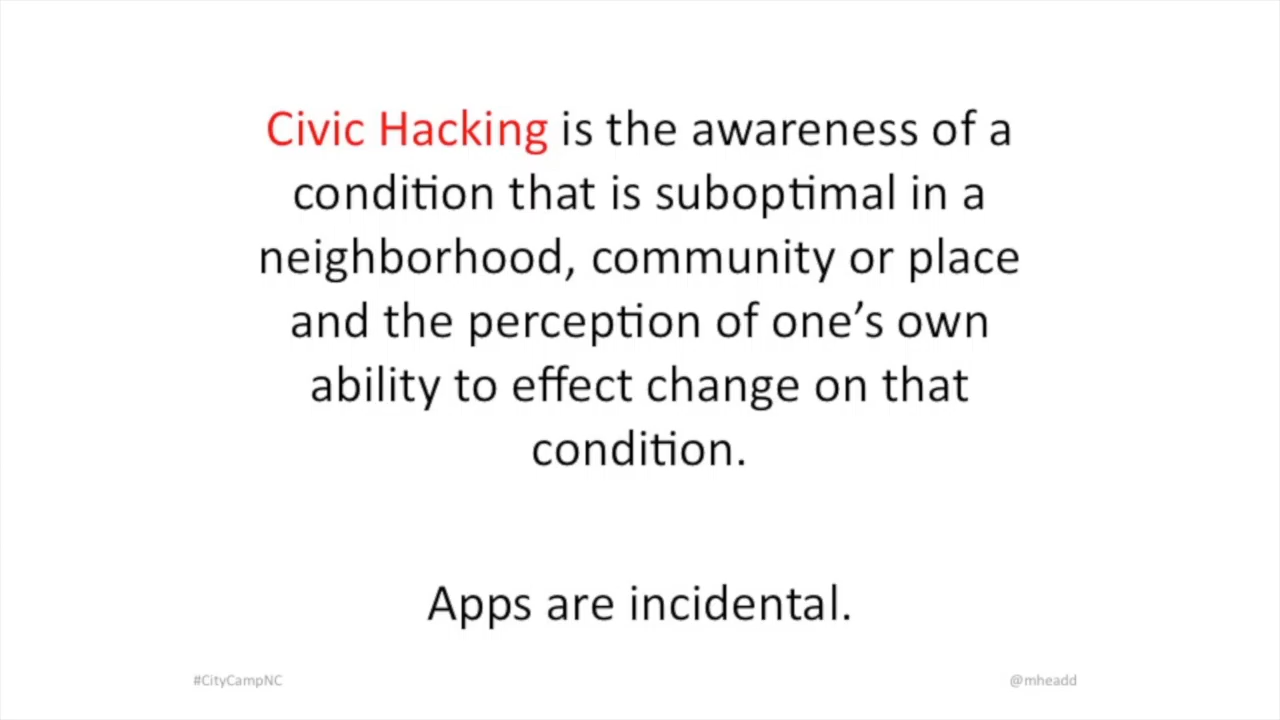 Civic Hacking is the awareness of a
condition that is suboptimal in a
neighborhood, community or place
and the perception of one’s own
ability to effect change on that
condition.
Apps are incidental.
#CityCampNC
@mheadd